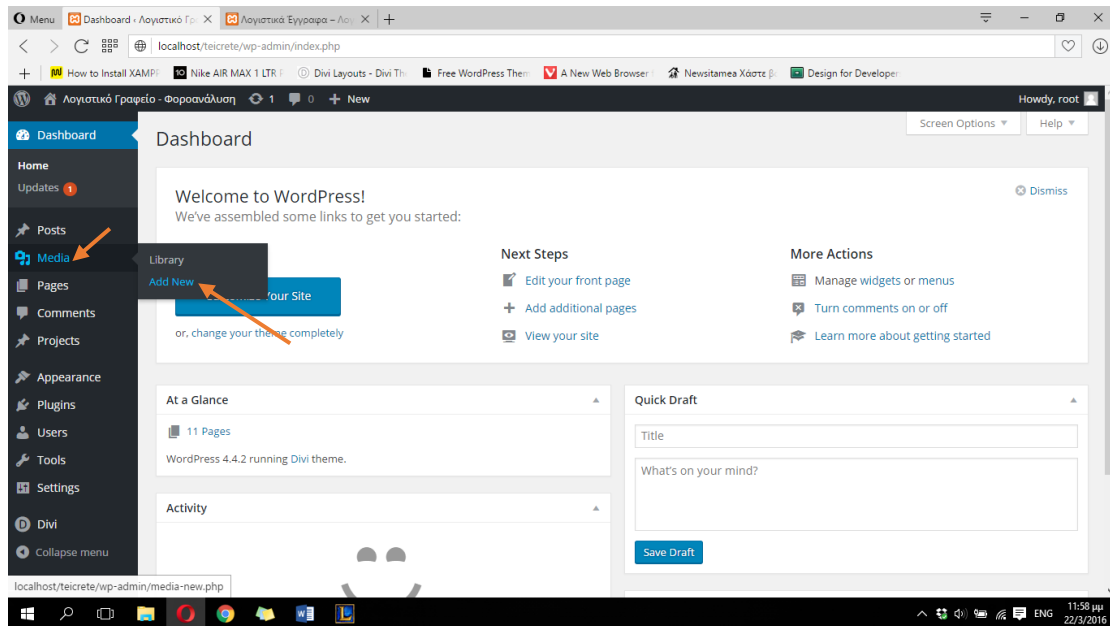 Menu Dashboard ‹ Λογιστικό Γρα Λογιστικά Έγγραφα – Λογ
localhost/teicrete/wp-admin/index.php
How to Install XAMPP Nike AIR MAX 1 LTR Divi Layouts - Divi Th Free WordPress Them A New Web Browser Newsitamea Χάστε βά Design for Developer
Λογιστικό Γραφείο - Φοροανάλυση 1 0 New Howdy, root
Screen Options Help
Dashboard
Dashboard
Home
Updates 1
Posts
Media
Pages
Comments
Projects
Appearance
Plugins
Users
Tools
Settings
Divi
Collapse menu
Library
Add New
Welcome to WordPress!
We've assembled some links to get you started:
Dismiss
our Site
or, change your theme completely
Next Steps
Edit your front page
Add additional pages
View your site
More Actions
Manage widgets or menus
Turn comments on or off
Learn more about getting started
At a Glance
11 Pages
WordPress 4.4.2 running Divi theme.
Activity
Quick Draft
Title
What's on your mind?
Save Draft
localhost/teicrete/wp-admin/media-new.php
ENG 11:58 μμ
22/3/2016